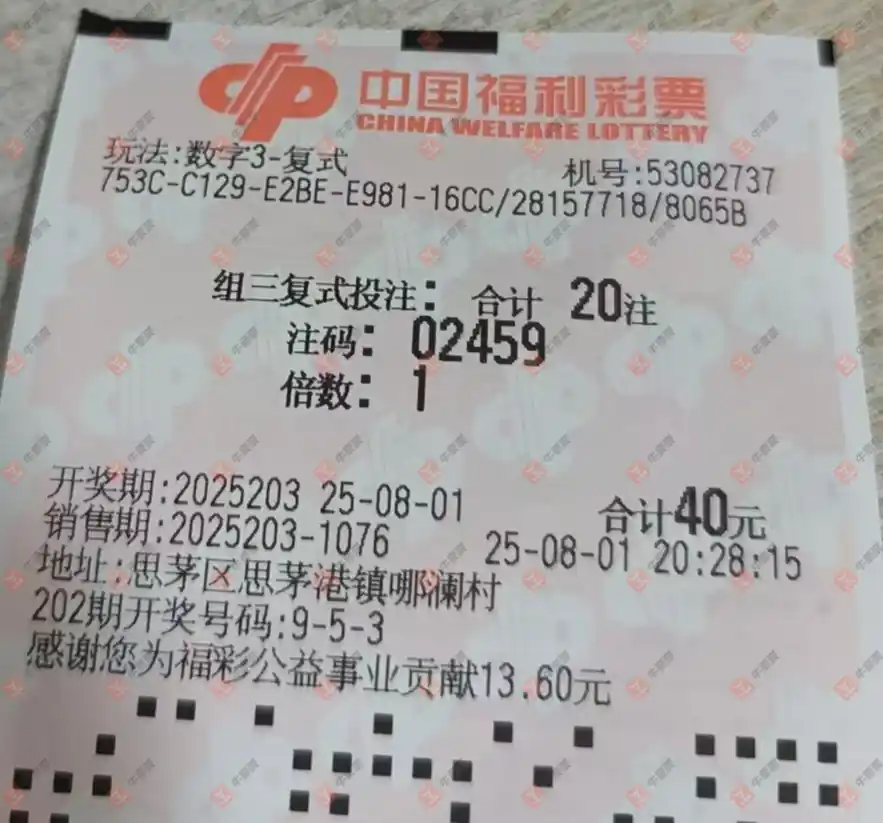 中国福利彩票
CHINA WELFARE LOTTERY
玩法:数字3-复式 机号:53082737
753C-C129-E2BE-E981-16CC/28157718/8065B
组三复式投注: 合计 20注
注码: 02459
倍数: 1
开奖期:2025203 25-08-01 合计40元
销售期:2025203-1076 25-08-01 20:28:15
地址:思茅区思茅港镇哪澜村
202期开奖号码:9-5-3
感谢您为福彩公益事业贡献13.60元